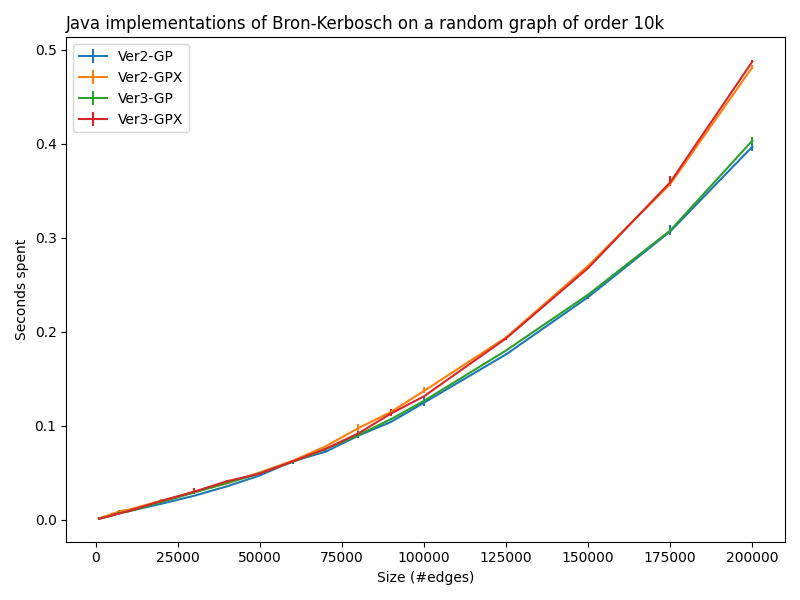 Java implementations of Bron-Kerbosch on a random graph of order 10k
Ver2-GP
Ver2-GPX
Ver3-GP
Ver3-GPX
Seconds spent
0.5
0.4
0.3
0.2
0.1
0.0
0 25000 50000 75000 100000 125000 150000 175000 200000
Size (#edges)